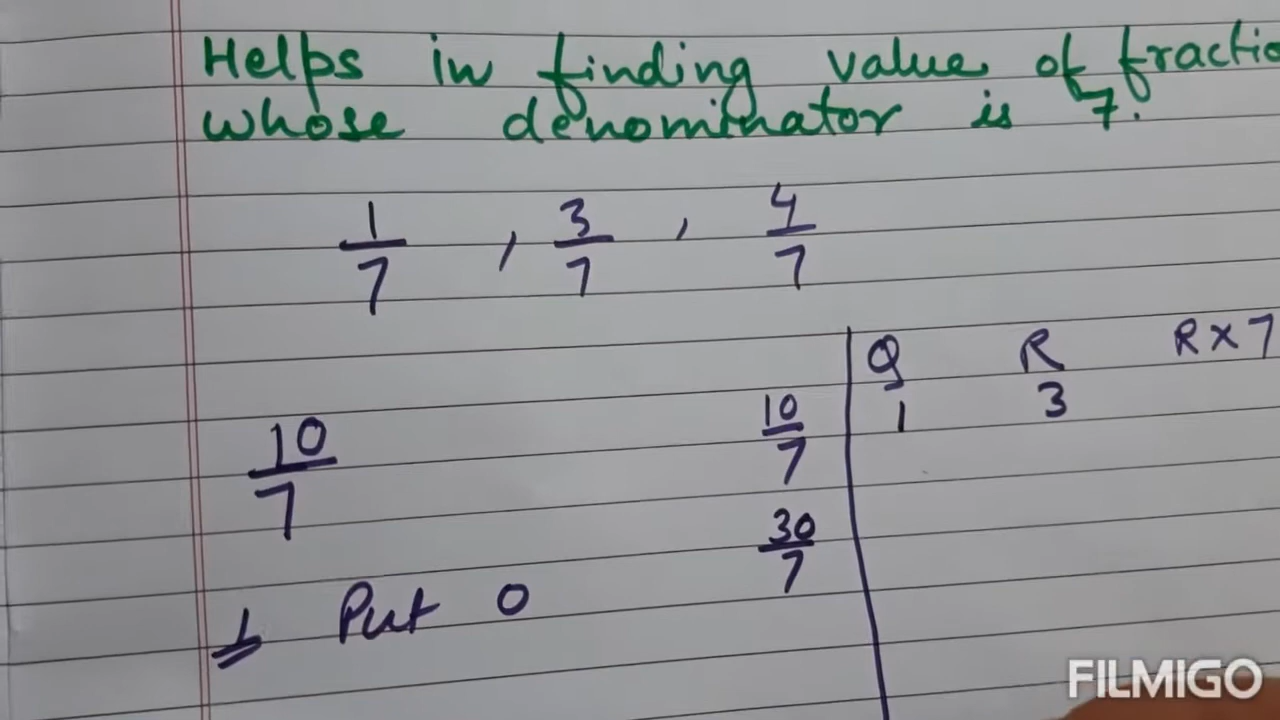 Helps in finding value of fractio
whose denominator is 7.
1/7 , 3/7 , 4/7
Q R R×7
10/7 10/7 1 3
30/7
1 Put 0
FILMIGO